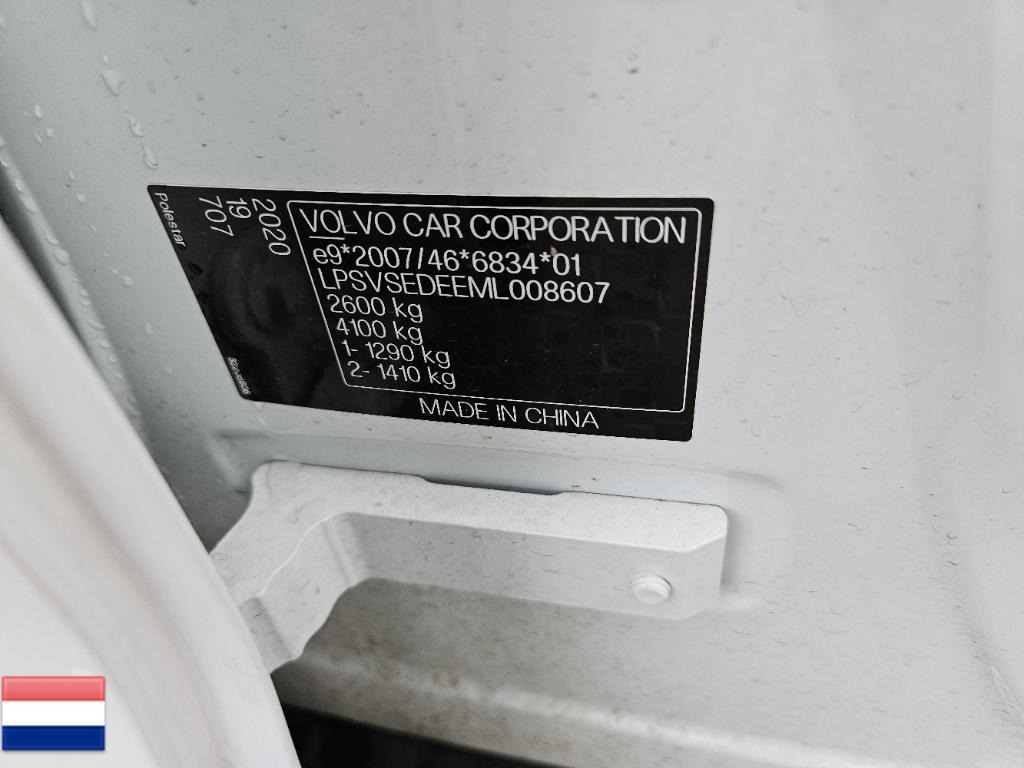 Polestar
2020
19
707
VOLVO CAR CORPORATION
e9*2007/46*6834*01
LPSVSEDEEML008607
2600 kg
4100 kg
1- 1290 kg
2- 1410 kg
MADE IN CHINA